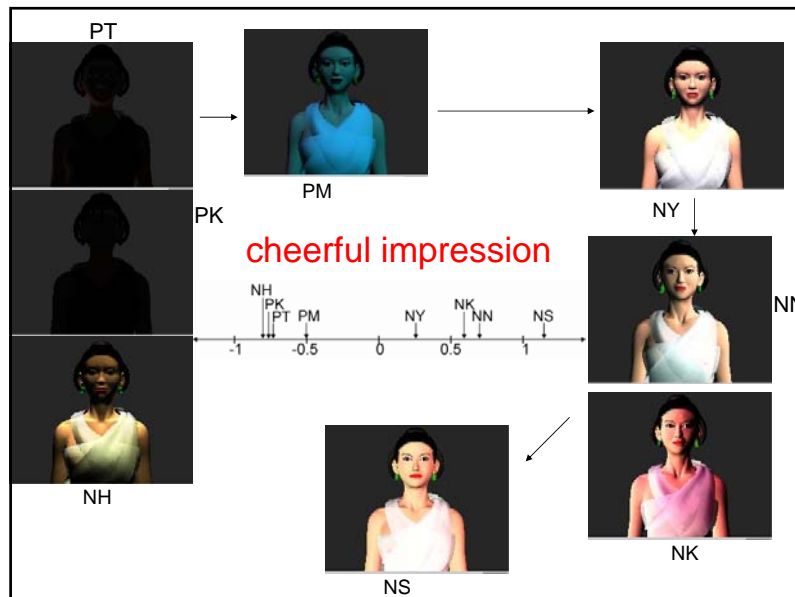 PT
PM
PK
NY
cheerful impression
NH
PK
PT PM NY NK NN NS
-1 -0.5 0 0.5 1
NN
NH
NS
NK